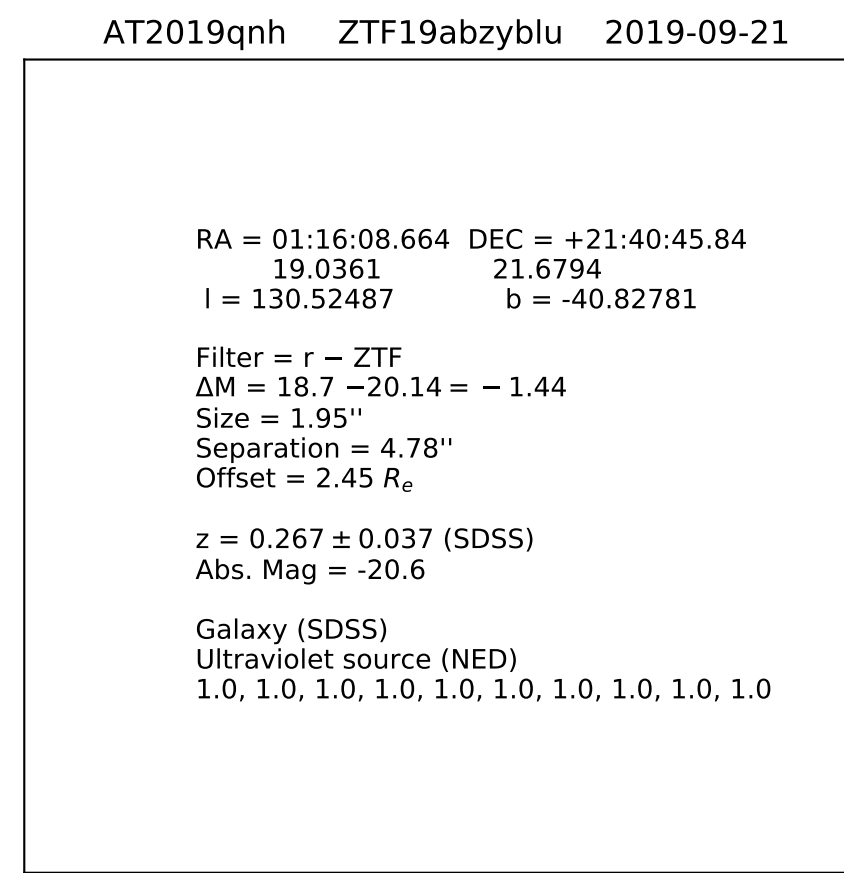 AT2019qnh ZTF19abzyblu 2019-09-21
RA = 01:16:08.664 DEC = +21:40:45.84
19.0361 21.6794
l = 130.52487 b = -40.82781
Filter = r − ZTF
ΔM = 18.7 −20.14 = − 1.44
Size = 1.95''
Separation = 4.78''
Offset = 2.45 Rₑ
z = 0.267 ± 0.037 (SDSS)
Abs. Mag = -20.6
Galaxy (SDSS)
Ultraviolet source (NED)
1.0, 1.0, 1.0, 1.0, 1.0, 1.0, 1.0, 1.0, 1.0, 1.0